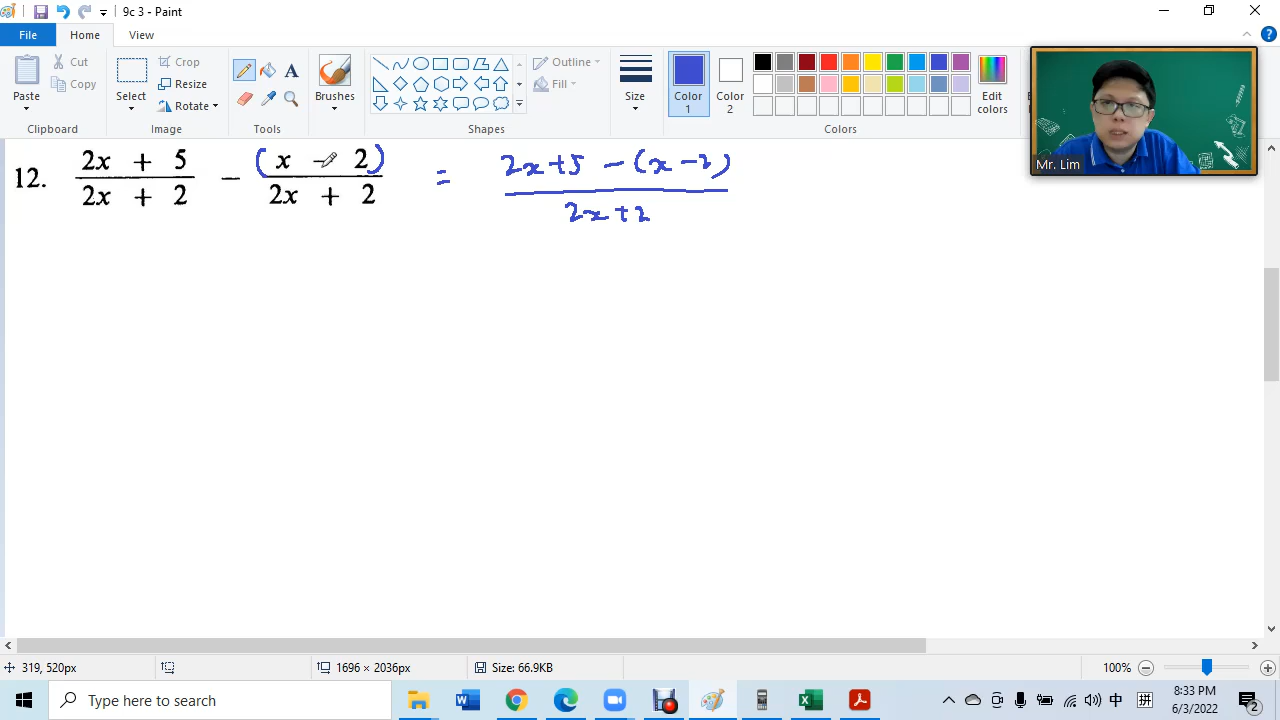 9c 3 - Paint
File
Home
View
Paste
Cut
Copy
Clipboard
Select
Crop
Resize
Rotate
Image
A
Tools
Brushes
Outline
Fill
Shapes
Size
Color 1
Color 2
Edit colors
Colors
Mr. Lim
12. (2x + 5)/(2x + 2) - (x - 2)/(2x + 2) = (2x+5 - (x-2))/(2x+2)
319, 520px
1696 × 2036px
Size: 66.9KB
100%
Type here to search
中
拼
8:33 PM
6/3/2022
2